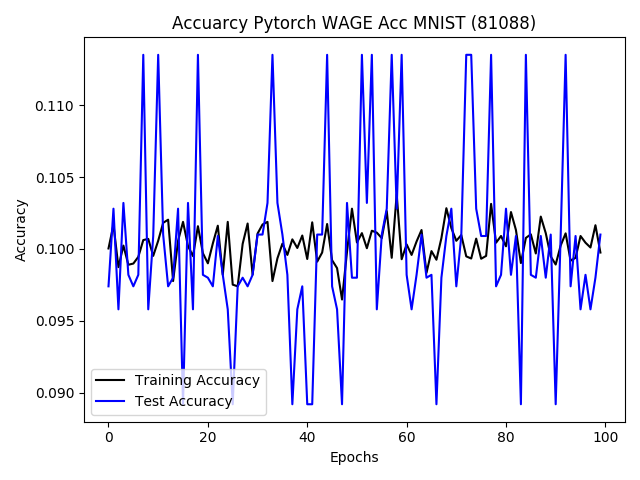 Accuarcy Pytorch WAGE Acc MNIST (81088)
0.110
0.105
0.100
0.095
0.090
Accuracy
Training Accuracy
Test Accuracy
0 20 40 60 80 100
Epochs